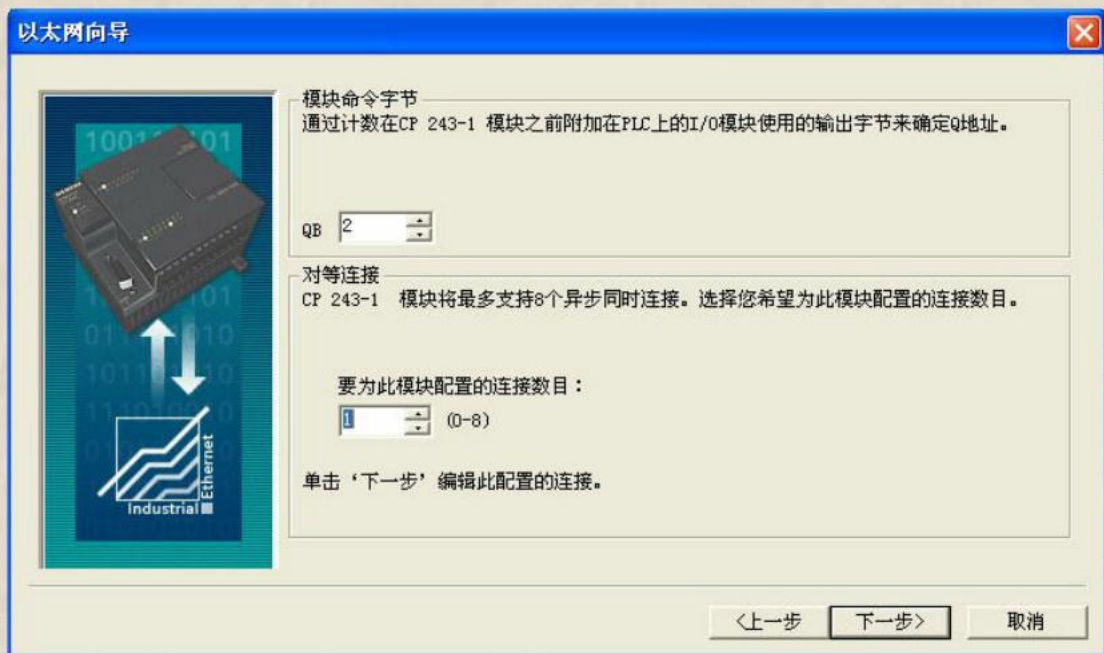 以太网向导
模块命令字节
通过计数在CP 243-1 模块之前附加在PLC上的I/O模块使用的输出字节来确定Q地址。
QB 2
对等连接
CP 243-1 模块将最多支持8个异步同时连接。选择您希望为此模块配置的连接数目。
要为此模块配置的连接数目：
1 (0-8)
单击‘下一步’编辑此配置的连接。
Industrial
Ethernet
<上一步
下一步>
取消